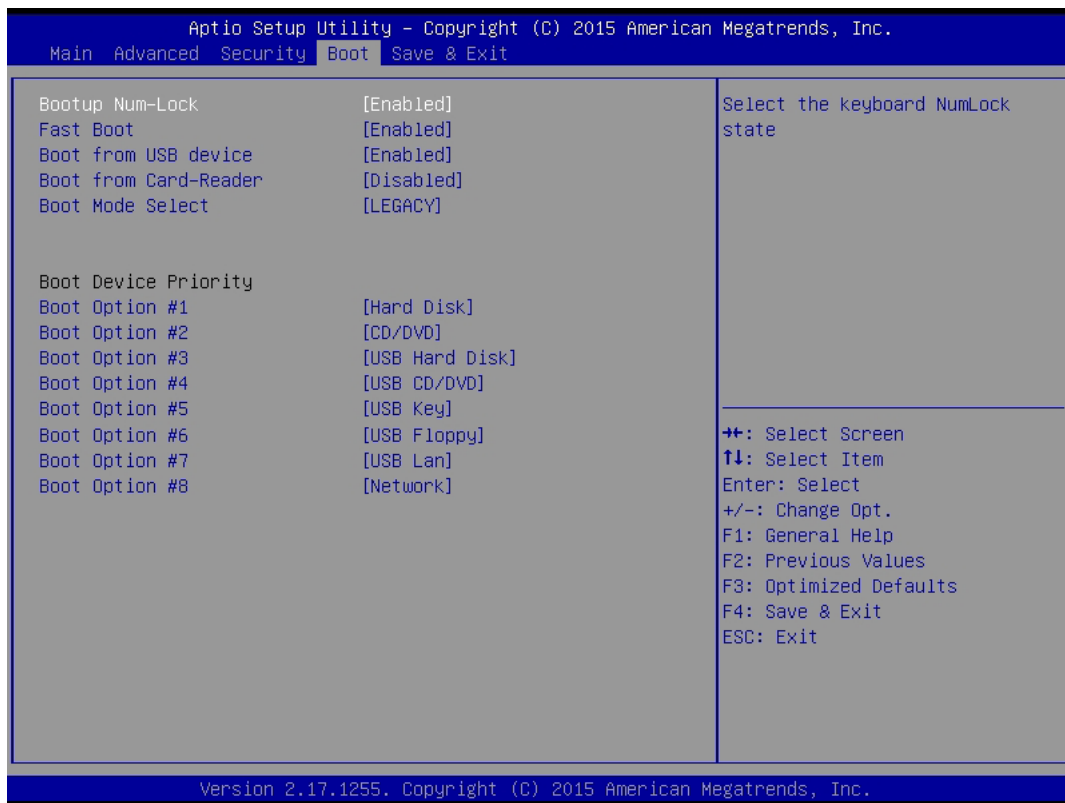 Aptio Setup Utility – Copyright (C) 2015 American Megatrends, Inc.
Main Advanced Security Boot Save & Exit
Bootup Num-Lock [Enabled]
Fast Boot [Enabled]
Boot from USB device [Enabled]
Boot from Card-Reader [Disabled]
Boot Mode Select [LEGACY]
Boot Device Priority
Boot Option #1 [Hard Disk]
Boot Option #2 [CD/DVD]
Boot Option #3 [USB Hard Disk]
Boot Option #4 [USB CD/DVD]
Boot Option #5 [USB Key]
Boot Option #6 [USB Floppy]
Boot Option #7 [USB Lan]
Boot Option #8 [Network]
Select the keyboard NumLock
state
→←: Select Screen
↑↓: Select Item
Enter: Select
+/-: Change Opt.
F1: General Help
F2: Previous Values
F3: Optimized Defaults
F4: Save & Exit
ESC: Exit
Version 2.17.1255. Copyright (C) 2015 American Megatrends, Inc.